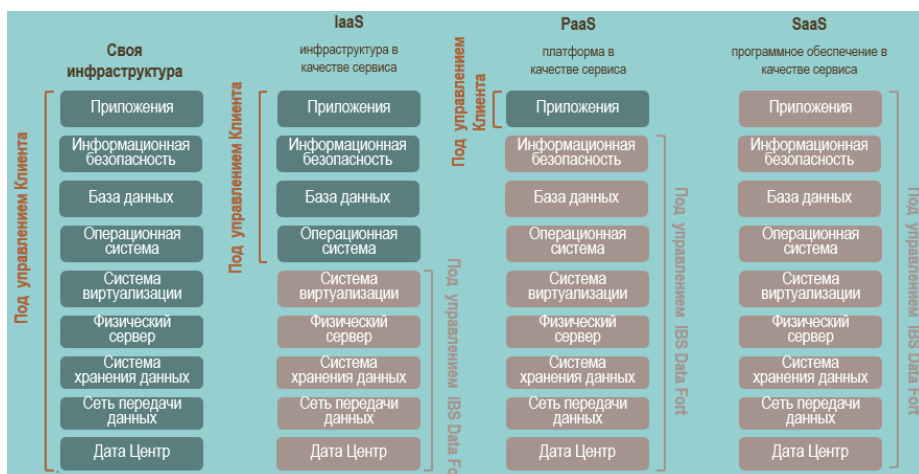 Своя
инфраструктура
Под управлением Клиента
Приложения
Информационная
безопасность
База данных
Операционная
система
Система
виртуализации
Физический
сервер
Система
хранения данных
Сеть передачи
данных
Дата Центр
IaaS
инфраструктура в
качестве сервиса
Под управлением Клиента
Приложения
Информационная
безопасность
База данных
Операционная
система
Система
виртуализации
Физический
сервер
Система
хранения данных
Сеть передачи
данных
Дата Центр
Под управлением IBS Data Fo
PaaS
платформа в
качестве сервиса
Под управлением
Клиента
Приложения
Информационная
безопасность
База данных
Операционная
система
Система
виртуализации
Физический
сервер
Система
хранения данных
Сеть передачи
данных
Дата Центр
Под управлением IBS Data Fort
SaaS
программное обеспечение в
качестве сервиса
Приложения
Информационная
безопасность
База данных
Операционная
система
Система
виртуализации
Физический
сервер
Система
хранения данных
Сеть передачи
данных
Дата Центр
Под управлением IBS Data Fort